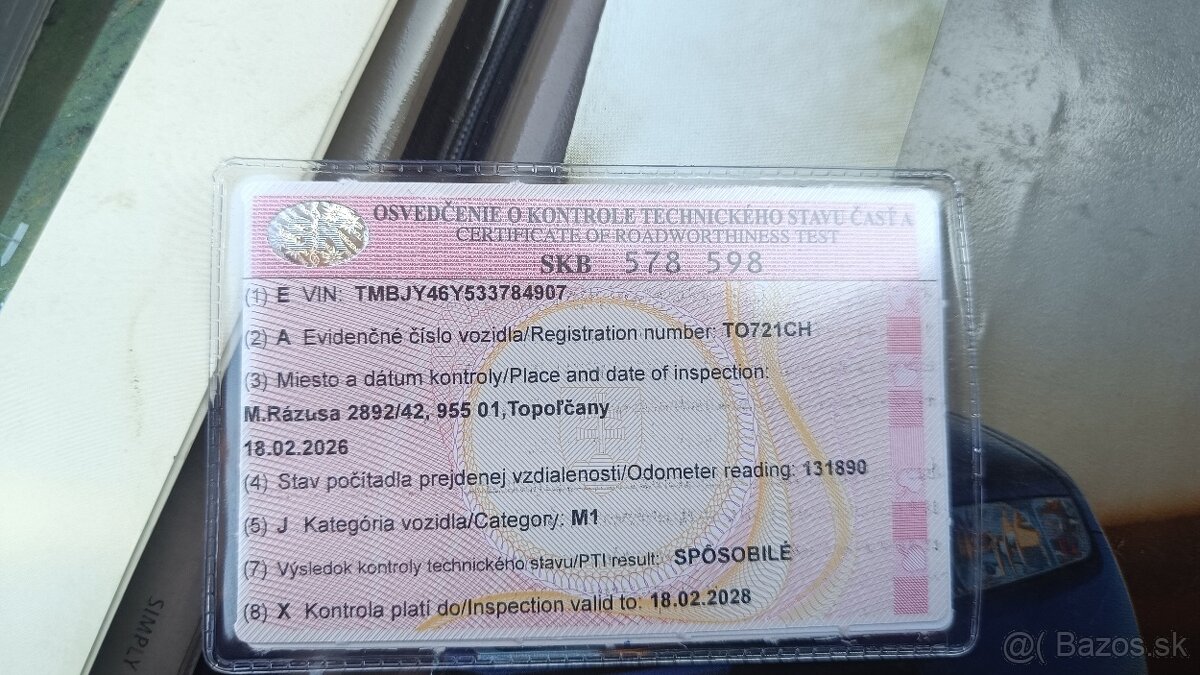 OSVEDČENIE O KONTROLE TECHNICKÉHO STAVU ČASŤ A
CERTIFICATE OF ROADWORTHINESS TEST
SKB 578 598
(1) E VIN: TMBJY46Y533784907
(2) A Evidenčné číslo vozidla/Registration number: TO721CH
(3) Miesto a dátum kontroly/Place and date of inspection:
M.Rázusa 2892/42, 955 01,Topoľčany
18.02.2026
(4) Stav počítadla prejdenej vzdialenosti/Odometer reading: 131890
(5) J Kategória vozidla/Category: M1
(7) Výsledok kontroly technického stavu/PTI result: SPÔSOBILÉ
(8) X Kontrola platí do/Inspection valid to: 18.02.2028
SIMPLY
@( Bazos.sk